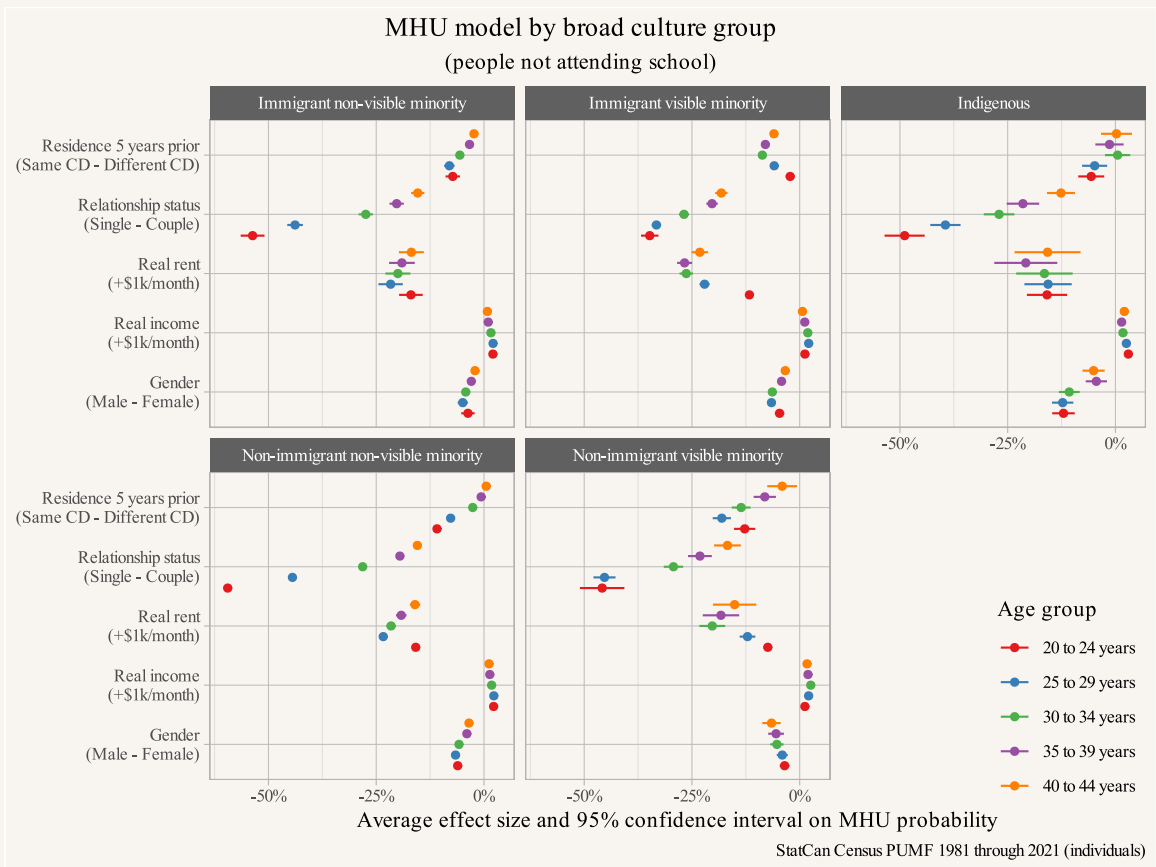 MHU model by broad culture group
(people not attending school)
Immigrant non-visible minority
Immigrant visible minority
Indigenous
Residence 5 years prior
(Same CD - Different CD)
Relationship status
(Single - Couple)
Real rent
(+$1k/month)
Real income
(+$1k/month)
Gender
(Male - Female)
-50%
-25%
0%
Non-immigrant non-visible minority
Non-immigrant visible minority
Residence 5 years prior
(Same CD - Different CD)
Relationship status
(Single - Couple)
Real rent
(+$1k/month)
Real income
(+$1k/month)
Gender
(Male - Female)
-50%
-25%
0%
-50%
-25%
0%
Age group
20 to 24 years
25 to 29 years
30 to 34 years
35 to 39 years
40 to 44 years
Average effect size and 95% confidence interval on MHU probability
StatCan Census PUMF 1981 through 2021 (individuals)